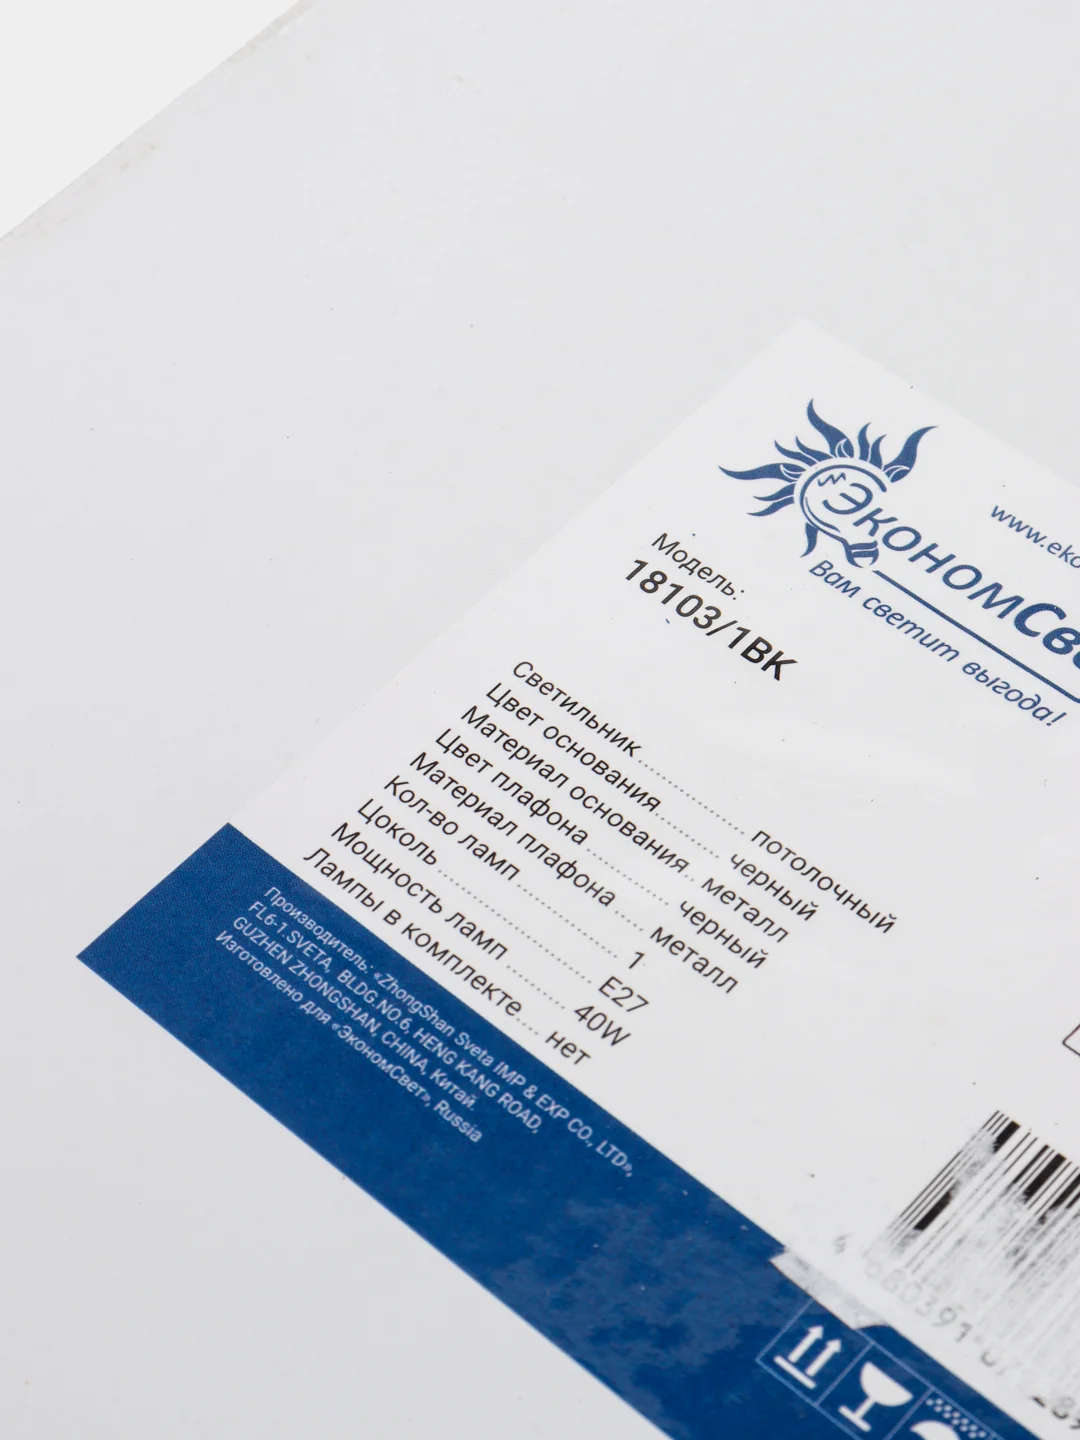 ЭкономСв
Вам светит выгода!
www.eko
Модель:
18103/1BK
Светильник.................. потолочный
Цвет основания............ черный
Материал основания.. металл
Цвет плафона............... черный
Материал плафона..... металл
Кол-во ламп.................. 1
Цоколь........................... E27
Мощность ламп........... 40W
Лампы в комплекте.... нет
Производитель: «ZhongShan Sveta IMP & EXP CO., LTD»,
FL6-1.SVETA, BLDG.NO.6, HENG KANG ROAD,
GUZHEN ZHONGSHAN, CHINA, Китай.
Изготовлено для «ЭкономСвет», Russia